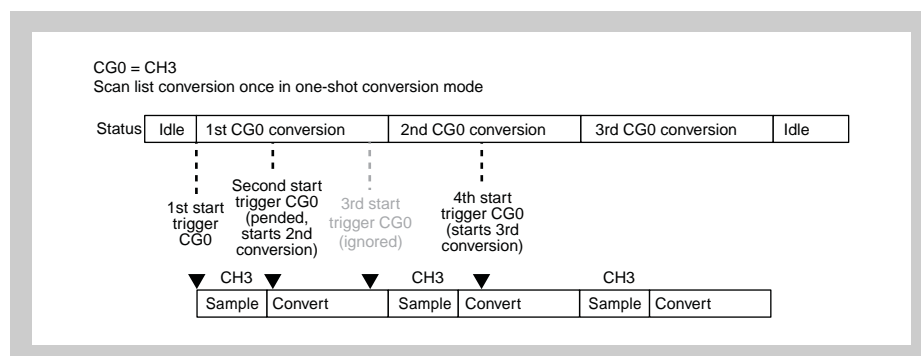 CG0 = CH3
Scan list conversion once in one-shot conversion mode
Status Idle 1st CG0 conversion 2nd CG0 conversion 3rd CG0 conversion Idle
1st start
trigger
CG0
Second start
trigger CG0
(pended,
starts 2nd
conversion)
3rd start
trigger CG0
(ignored)
4th start
trigger CG0
(starts 3rd
conversion)
CH3 CH3 CH3
Sample Convert Sample Convert Sample Convert